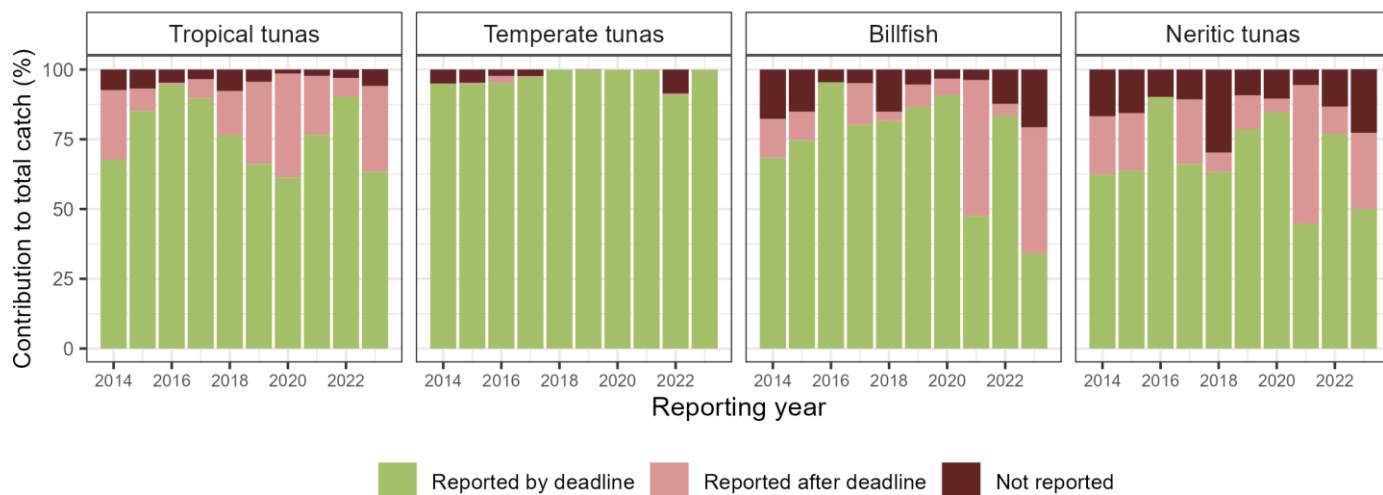 Tropical tunas
Temperate tunas
Billfish
Neritic tunas
Contribution to total catch (%)
100
75
50
25
0
2014 2016 2018 2020 2022
2014 2016 2018 2020 2022
2014 2016 2018 2020 2022
2014 2016 2018 2020 2022
Reporting year
Reported by deadline
Reported after deadline
Not reported